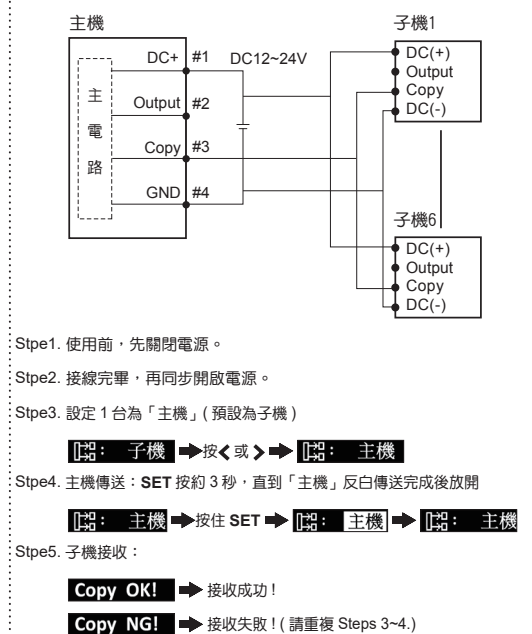 主機
子機1
DC+ #1 DC12~24V
DC(+)
Output
Copy
DC(-)
主電路
Output #2
Copy #3
GND #4
子機6
DC(+)
Output
Copy
DC(-)
Stpe1. 使用前，先關閉電源。
Stpe2. 接線完畢，再同步開啟電源。
Stpe3. 設定 1 台為「主機」( 預設為子機 )
： 子機 ➡按❮ 或 ❯ ➡ ： 主機
Stpe4. 主機傳送：SET 按約 3 秒，直到「主機」反白傳送完成後放開
： 主機 ➡按住 SET ➡ ： 主機 ➡ ： 主機
Stpe5. 子機接收：
Copy OK! ➡ 接收成功 !
Copy NG! ➡ 接收失敗 ! ( 請重複 Steps 3~4.)